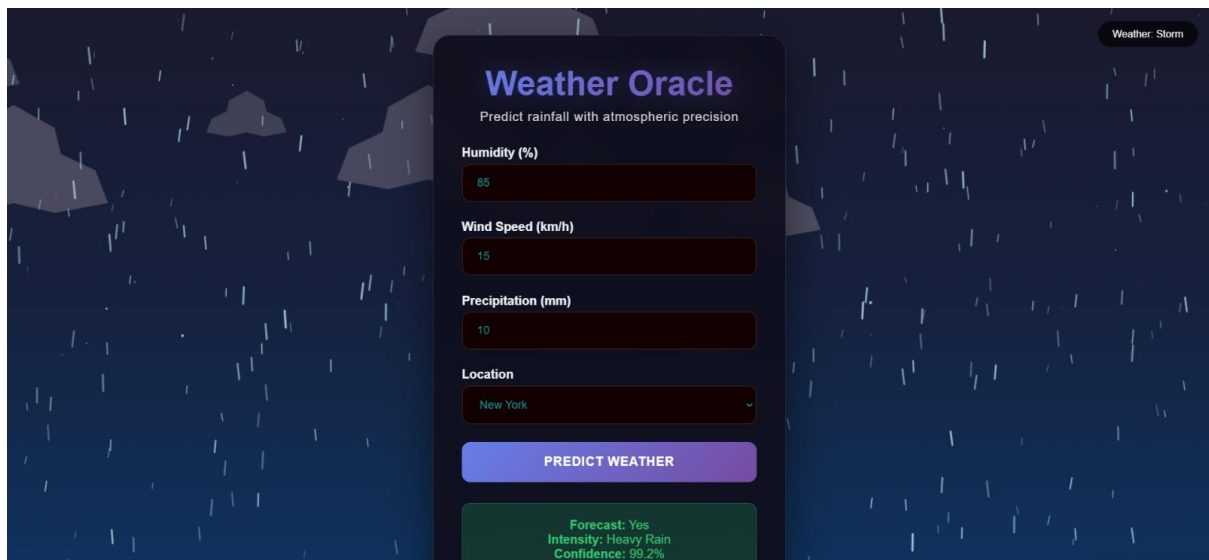 Weather: Storm
Weather Oracle
Predict rainfall with atmospheric precision
Humidity (%)
85
Wind Speed (km/h)
15
Precipitation (mm)
10
Location
New York
PREDICT WEATHER
Forecast: Yes
Intensity: Heavy Rain
Confidence: 99.2%